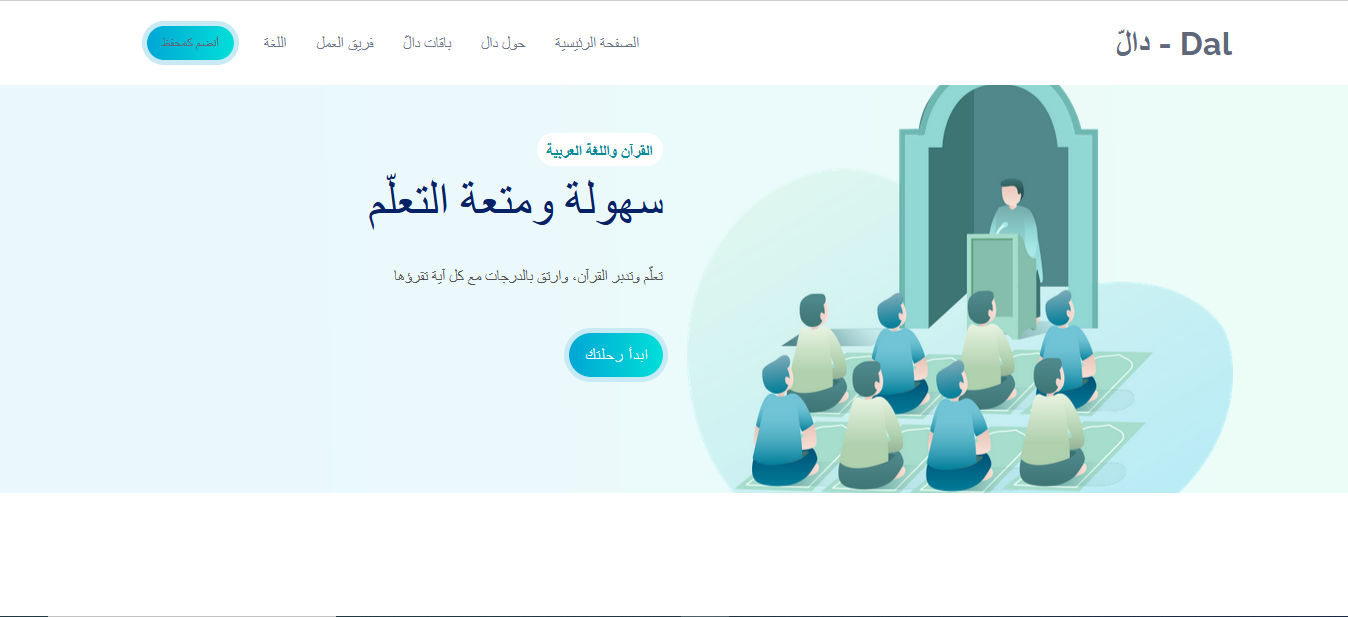 Dal - دالّ
الصفحة الرئيسية
حول دال
باقات دالّ
فريق العمل
اللغة
أنضم كمحفظ
القرآن واللغة العربية
سهولة ومتعة التعلّم
تعلّم وتدبر القرآن، وارتق بالدرجات مع كل آية تقرؤها
ابدأ رحلتك